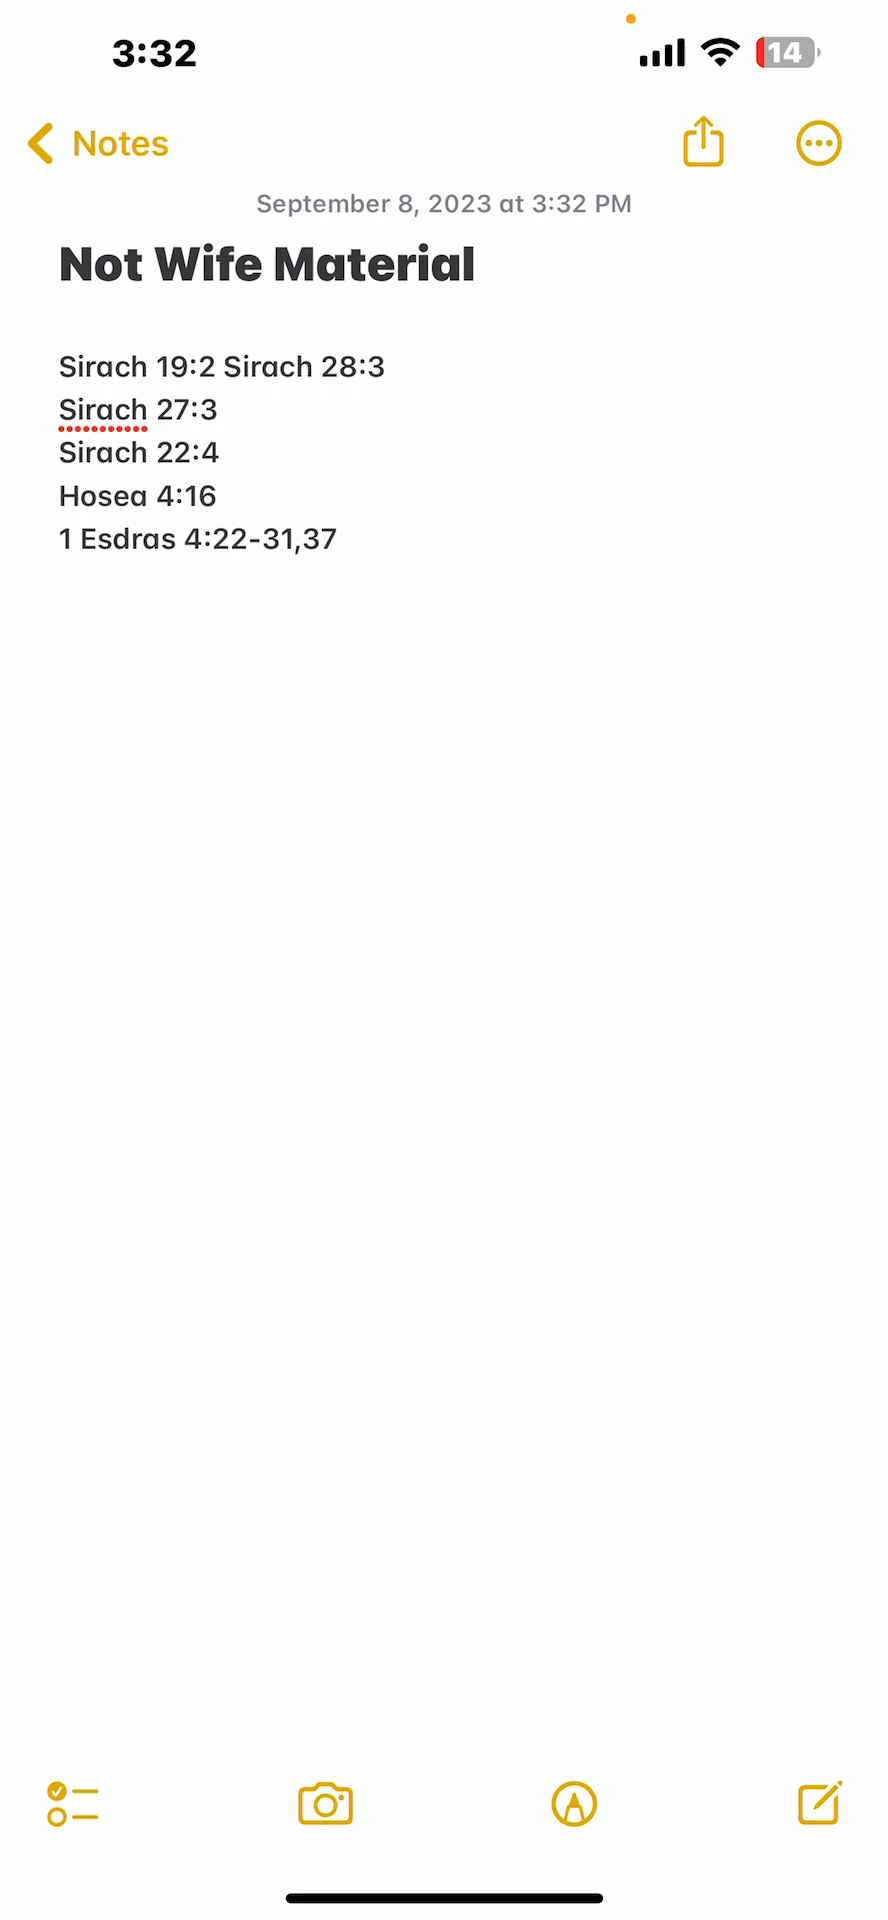 3:32
14
Notes
September 8, 2023 at 3:32 PM
Not Wife Material
Sirach 19:2 Sirach 28:3
Sirach 27:3
Sirach 22:4
Hosea 4:16
1 Esdras 4:22-31,37